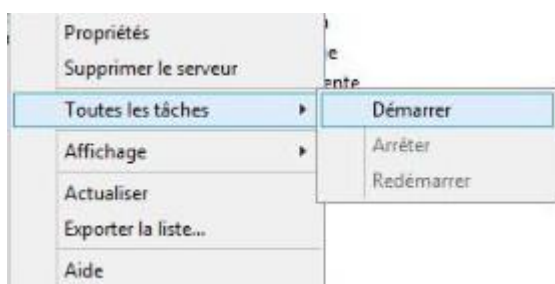 Propriétés
Supprimer le serveur
Toutes les tâches
Démarrer
Arrêter
Redémarrer
Affichage
Actualiser
Exporter la liste...
Aide